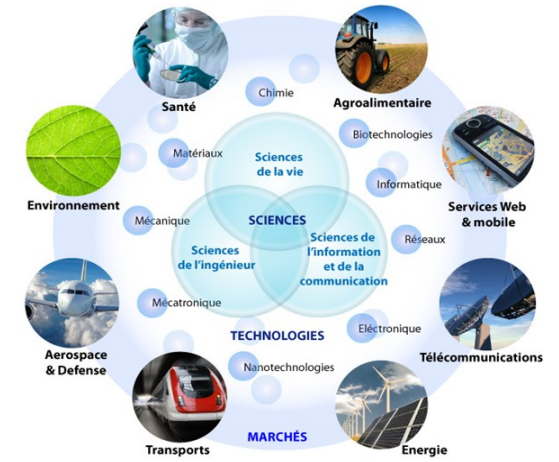 Santé
Agroalimentaire
Chimie
Biotechnologies
Matériaux
Sciences
de la vie
Informatique
Environnement
Services Web
& mobile
Mécanique
SCIENCES
Réseaux
Sciences
de l'ingénieur
Sciences de
l'information
et de la
communication
Mécatronique
Eléctronique
TECHNOLOGIES
Aerospace
& Defense
Télécommunications
Nanotechnologies
Transports
MARCHÉS
Energie